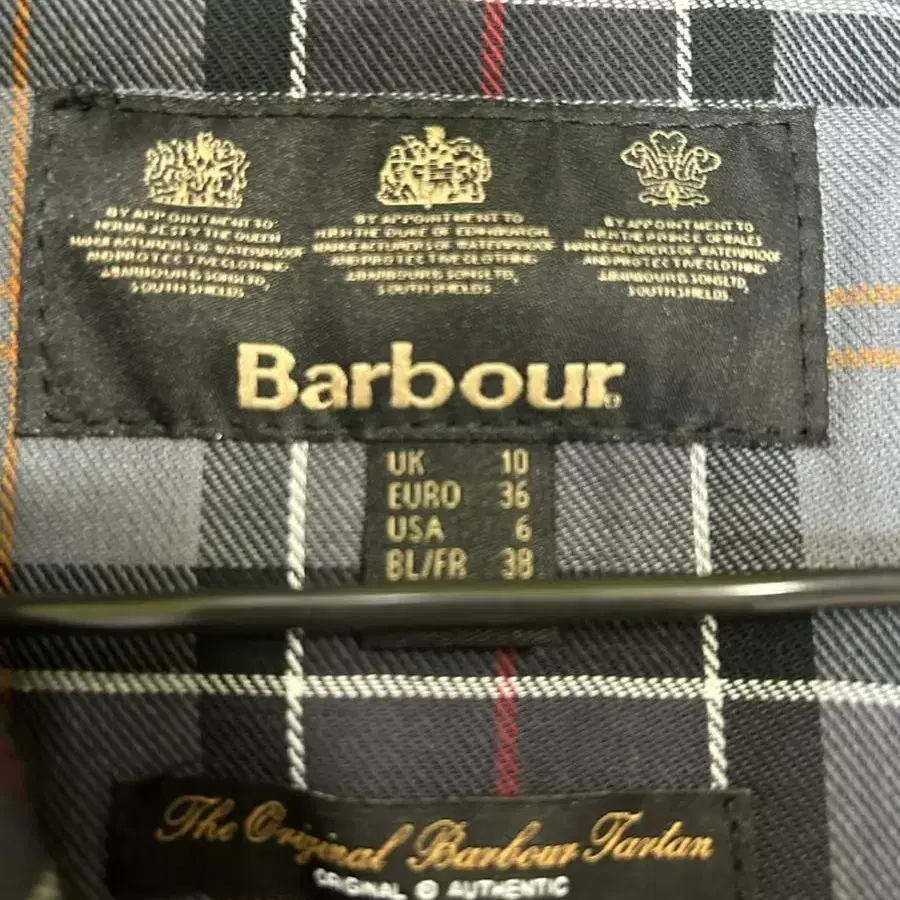 BY APPOINTMENT TO
HER MAJESTY THE QUEEN
MANUFACTURERS OF WATERPROOF
AND PROTECTIVE CLOTHING
J.BARBOUR & SONS LTD,
SOUTH SHIELDS.
BY APPOINTMENT TO
H.R.H. THE DUKE OF EDINBURGH
MANUFACTURERS OF WATERPROOF
AND PROTECTIVE CLOTHING
J.BARBOUR & SONS LTD,
SOUTH SHIELDS.
BY APPOINTMENT TO
H.R.H. THE PRINCE OF WALES
MANUFACTURERS OF WATERPROOF
AND PROTECTIVE CLOTHING
J.BARBOUR & SONS LTD,
SOUTH SHIELDS.
Barbour®
UK 10
EURO 36
USA 6
BL/FR 38
The Original Barbour Tartan
ORIGINAL & AUTHENTIC